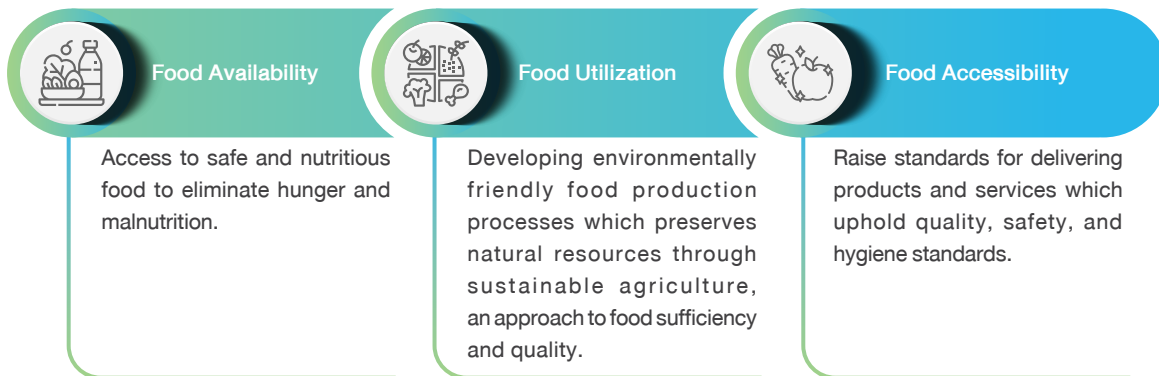 Food Availability
Access to safe and nutritious
food to eliminate hunger and
malnutrition.
Food Utilization
Developing environmentally
friendly food production
processes which preserves
natural resources through
sustainable agriculture,
an approach to food sufficiency
and quality.
Food Accessibility
Raise standards for delivering
products and services which
uphold quality, safety, and
hygiene standards.